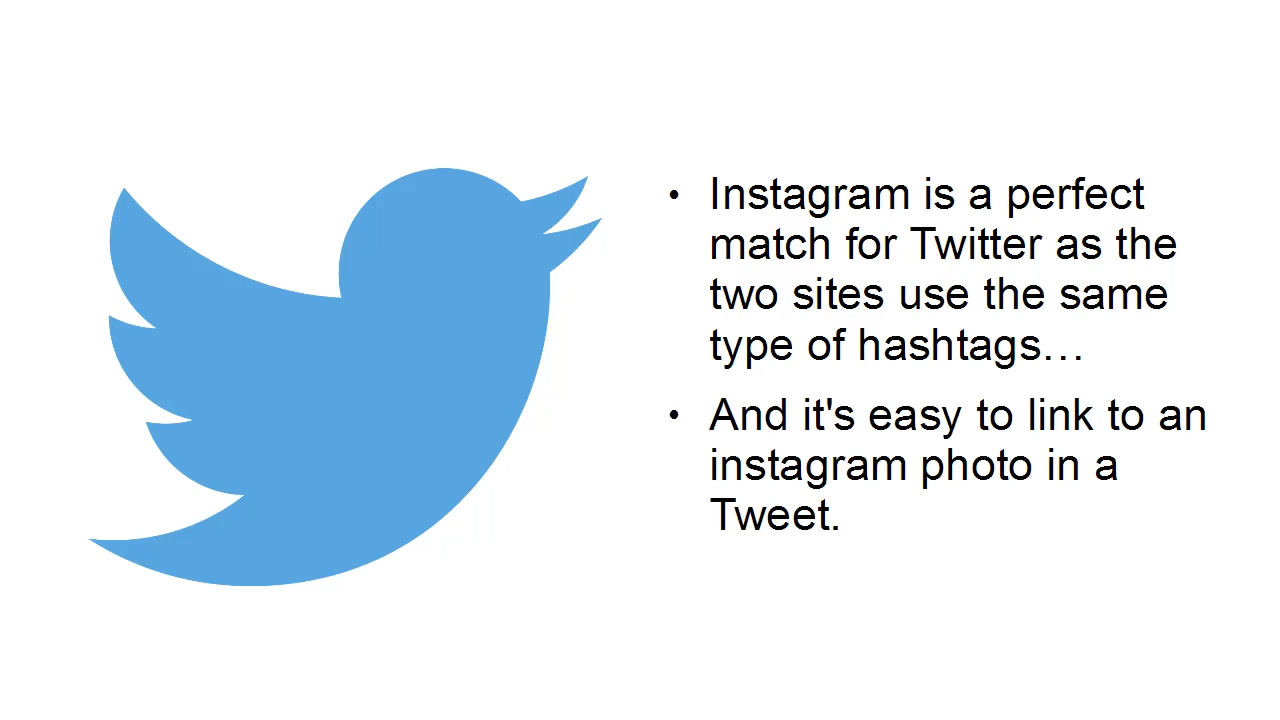 • Instagram is a perfect
match for Twitter as the
two sites use the same
type of hashtags…
• And it's easy to link to an
instagram photo in a
Tweet.